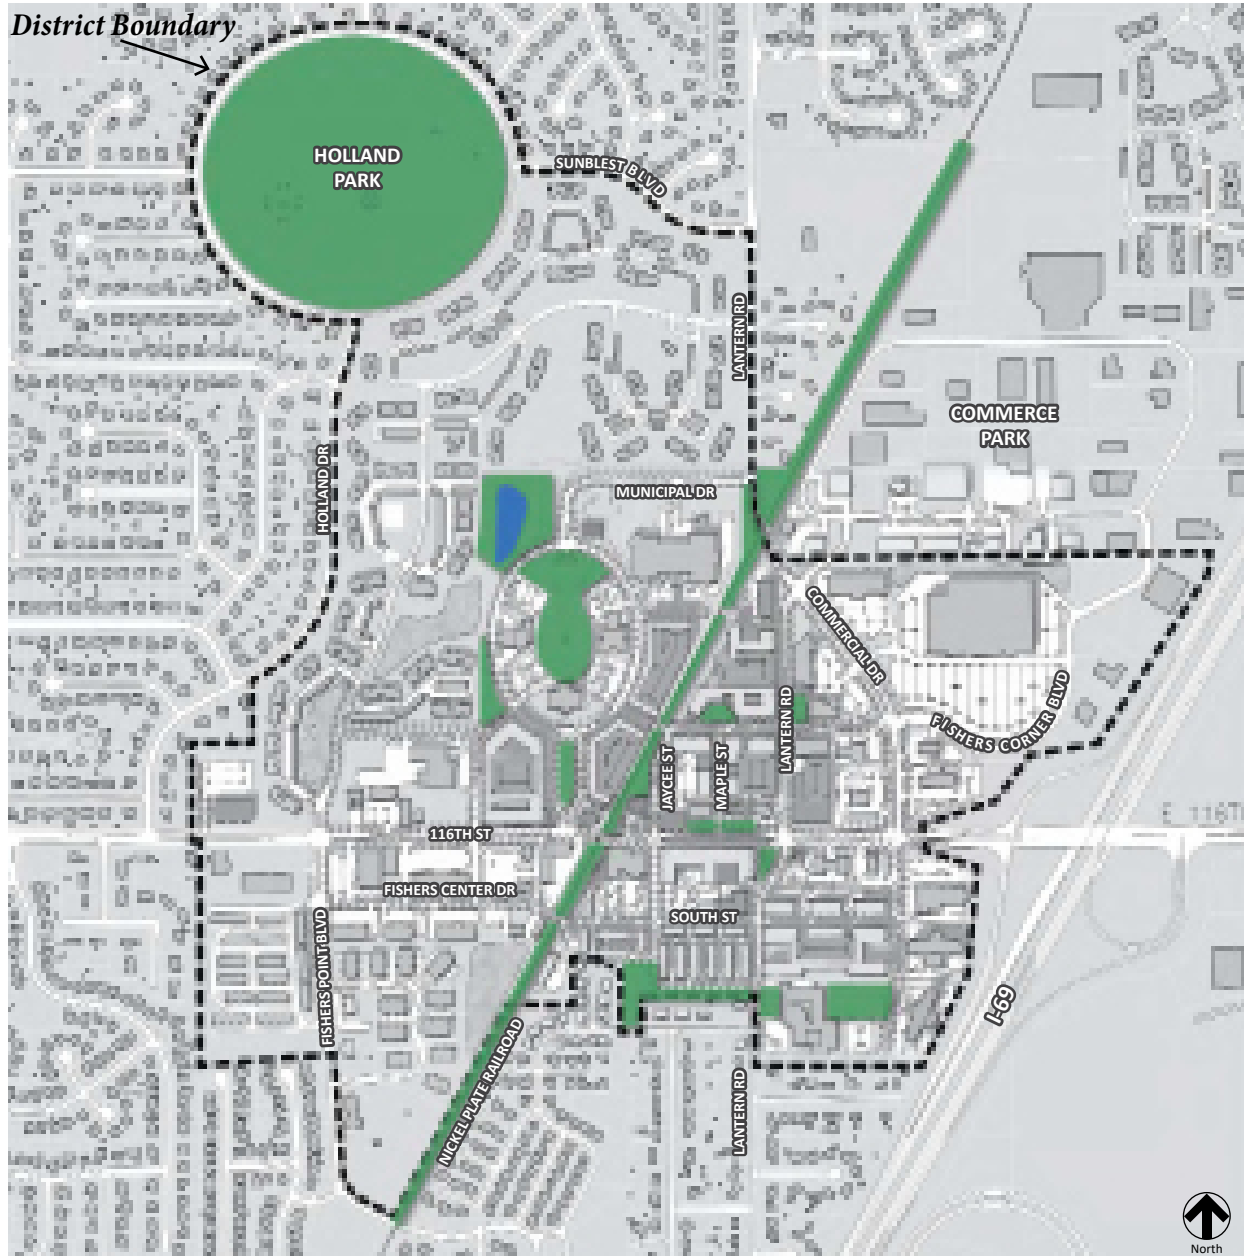 District Boundary
HOLLAND
PARK
SUNBLEST BLVD
LANTERN RD
COMMERCE
PARK
HOLLAND DR
MUNICIPAL DR
COMMERCIAL DR
LANTERN RD
FISHERS CORNER BLVD
JAYCEE ST
MAPLE ST
E 116T
116TH ST
FISHERS CENTER DR
SOUTH ST
FISHERS POINT BLVD
I-69
NICKEL PLATE RAILROAD
LANTERN RD
North